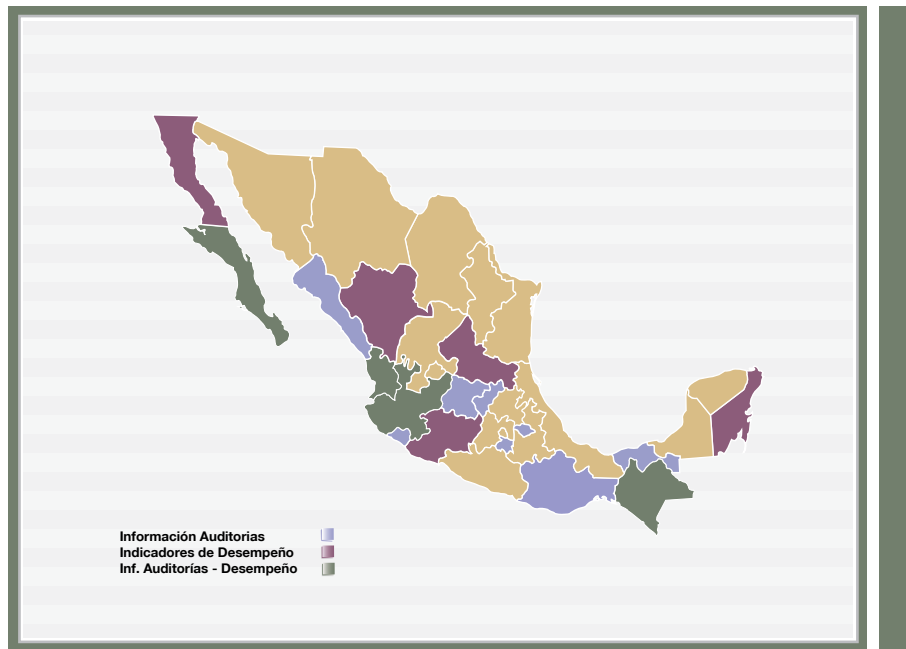 Información Auditorias
Indicadores de Desempeño
Inf. Auditorías - Desempeño